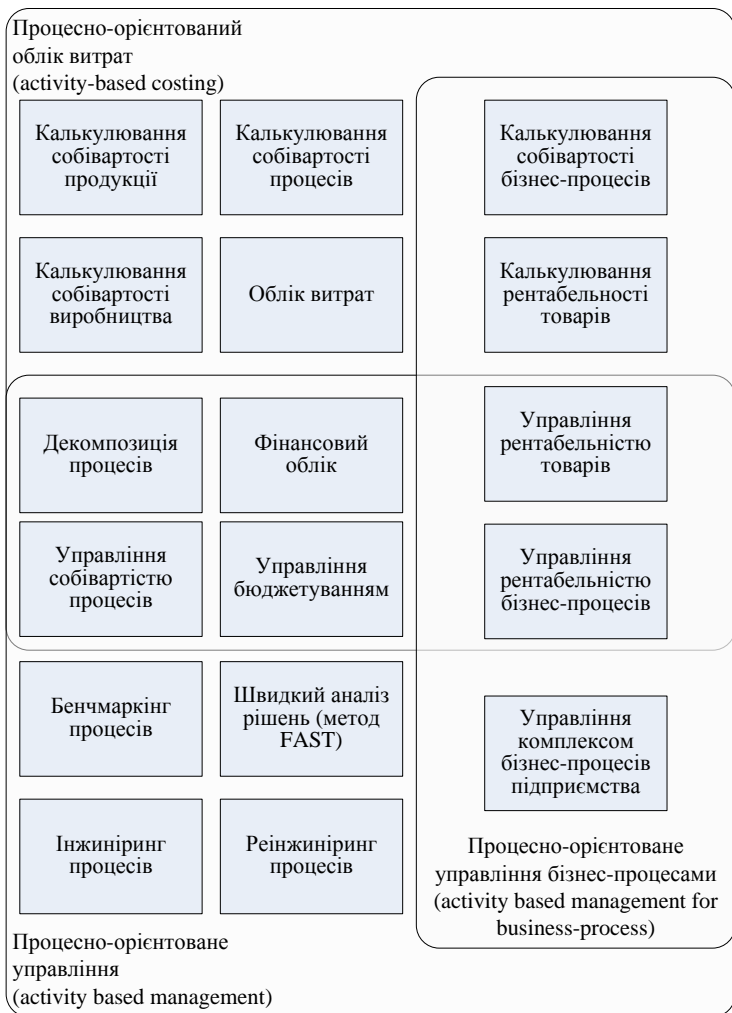 Процесно-орієнтований
облік витрат
(activity-based costing)
Калькулювання
собівартості
продукції
Калькулювання
собівартості
процесів
Калькулювання
собівартості
бізнес-процесів
Калькулювання
собівартості
виробництва
Облік витрат
Калькулювання
рентабельності
товарів
Декомпозиція
процесів
Фінансовий
облік
Управління
рентабельністю
товарів
Управління
собівартістю
процесів
Управління
бюджетуванням
Управління
рентабельністю
бізнес-процесів
Бенчмаркінг
процесів
Швидкий аналіз
рішень (метод
FAST)
Управління
комплексом
бізнес-процесів
підприємства
Інжиніринг
процесів
Реінжиніринг
процесів
Процесно-орієнтоване
управління бізнес-процесами
(activity based management for
business-process)
Процесно-орієнтоване
управління
(activity based management)